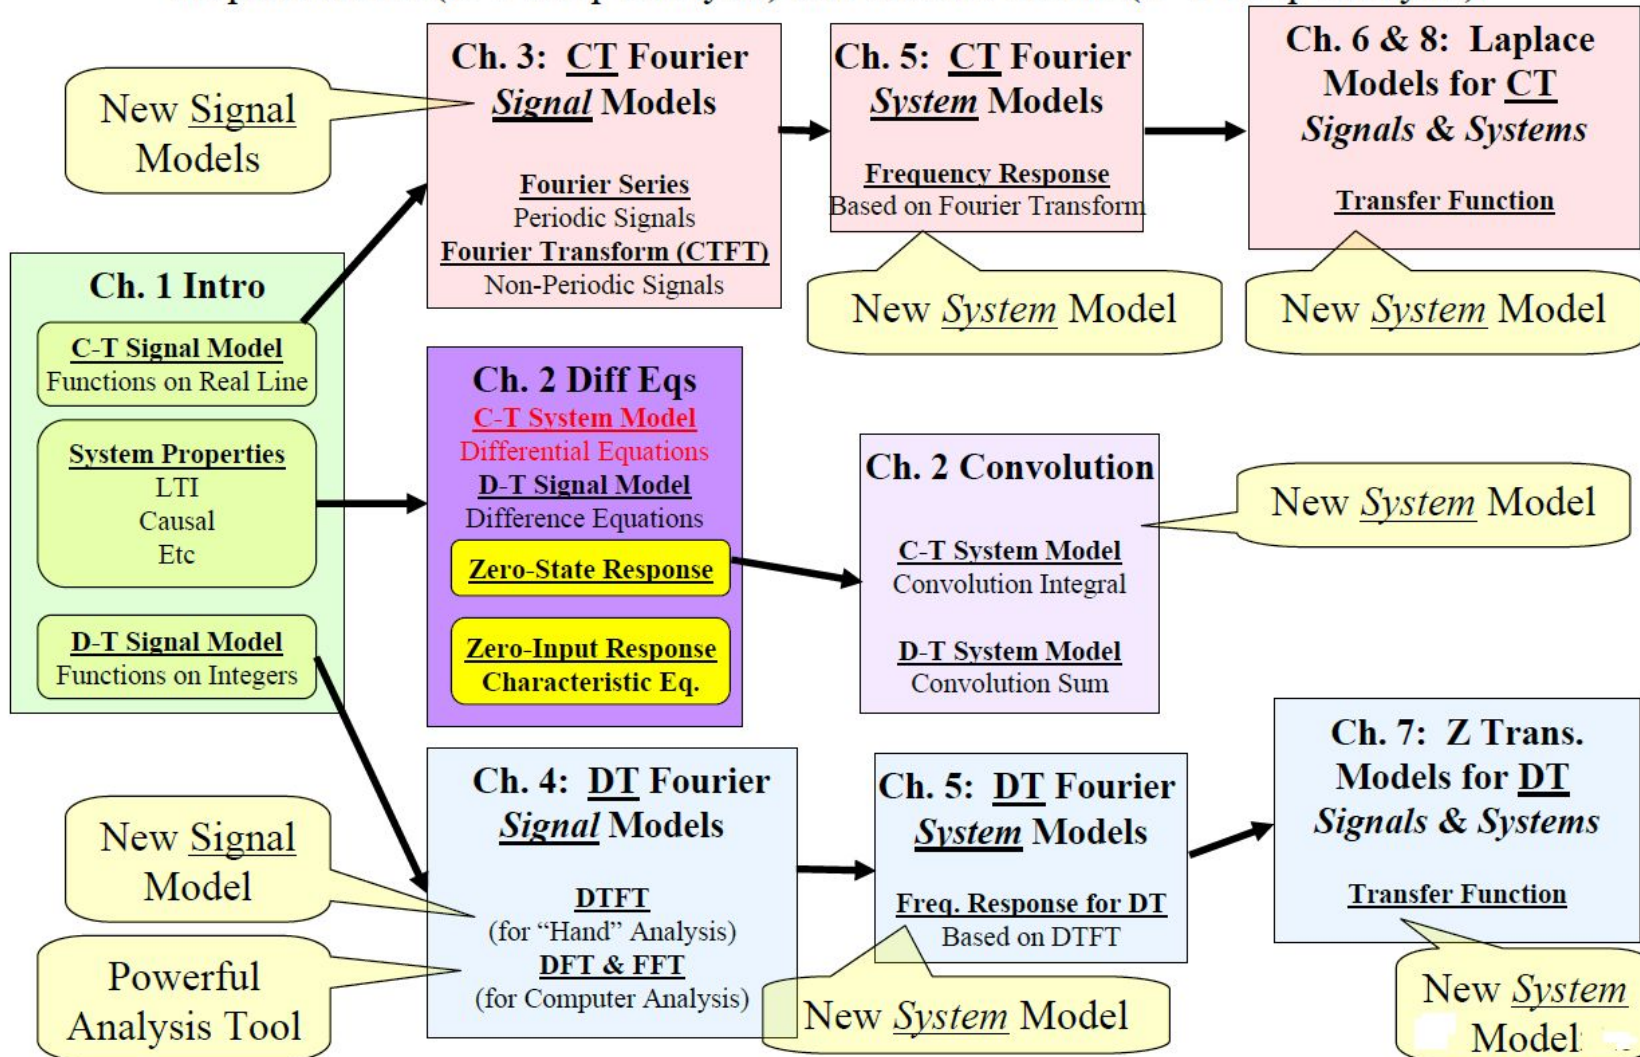 Ch. 3: CT Fourier
Signal Models
Fourier Series
Periodic Signals
Fourier Transform (CTFT)
Non-Periodic Signals
Ch. 5: CT Fourier
System Models
Frequency Response
Based on Fourier Transform
Ch. 6 & 8: Laplace
Models for CT
Signals & Systems
Transfer Function
New Signal
Models
New System Model
New System Model
Ch. 1 Intro
C-T Signal Model
Functions on Real Line
System Properties
LTI
Causal
Etc
D-T Signal Model
Functions on Integers
Ch. 2 Diff Eqs
C-T System Model
Differential Equations
D-T Signal Model
Difference Equations
Zero-State Response
Zero-Input Response
Characteristic Eq.
Ch. 2 Convolution
C-T System Model
Convolution Integral
D-T System Model
Convolution Sum
New System Model
New Signal
Model
Powerful
Analysis Tool
Ch. 4: DT Fourier
Signal Models
DTFT
(for “Hand” Analysis)
DFT & FFT
(for Computer Analysis)
Ch. 5: DT Fourier
System Models
Freq. Response for DT
Based on DTFT
New System Model
Ch. 7: Z Trans.
Models for DT
Signals & Systems
Transfer Function
New System
Model